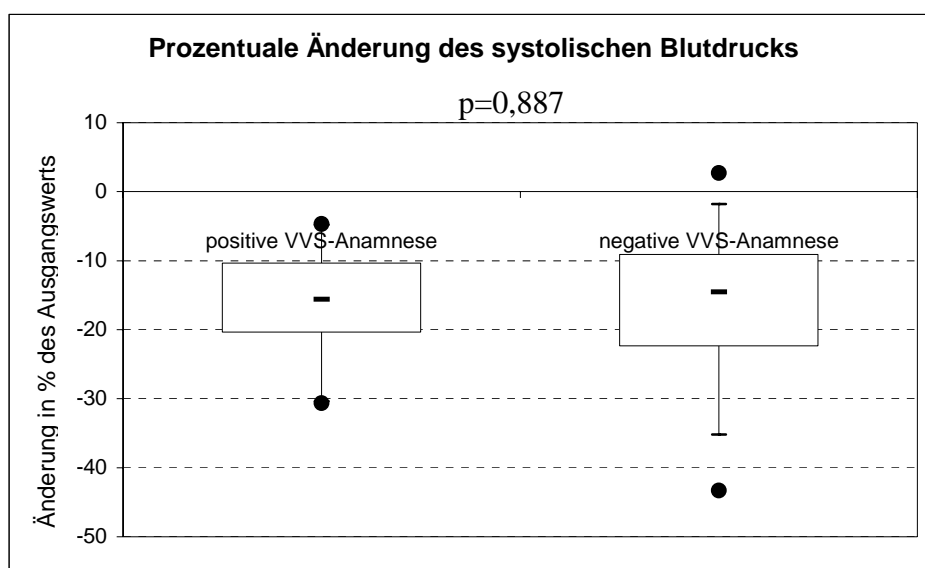 Prozentuale Änderung des systolischen Blutdrucks
p=0,887
Änderung in % des Ausgangswerts
10
0
-10
-20
-30
-40
-50
positive VVS-Anamnese
negative VVS-Anamnese